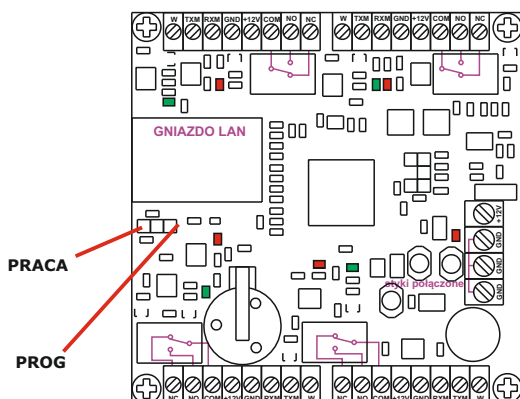 W TXM RXM GND +12V COM NO NC
W TXM RXM GND +12V COM NO NC
GNIAZDO LAN
+12V
GND
GND
GND
PRACA
styki połączone
PROG
NC NO COM +12V GND RXM TXM W
NC NO COM +12V GND RXM TXM W